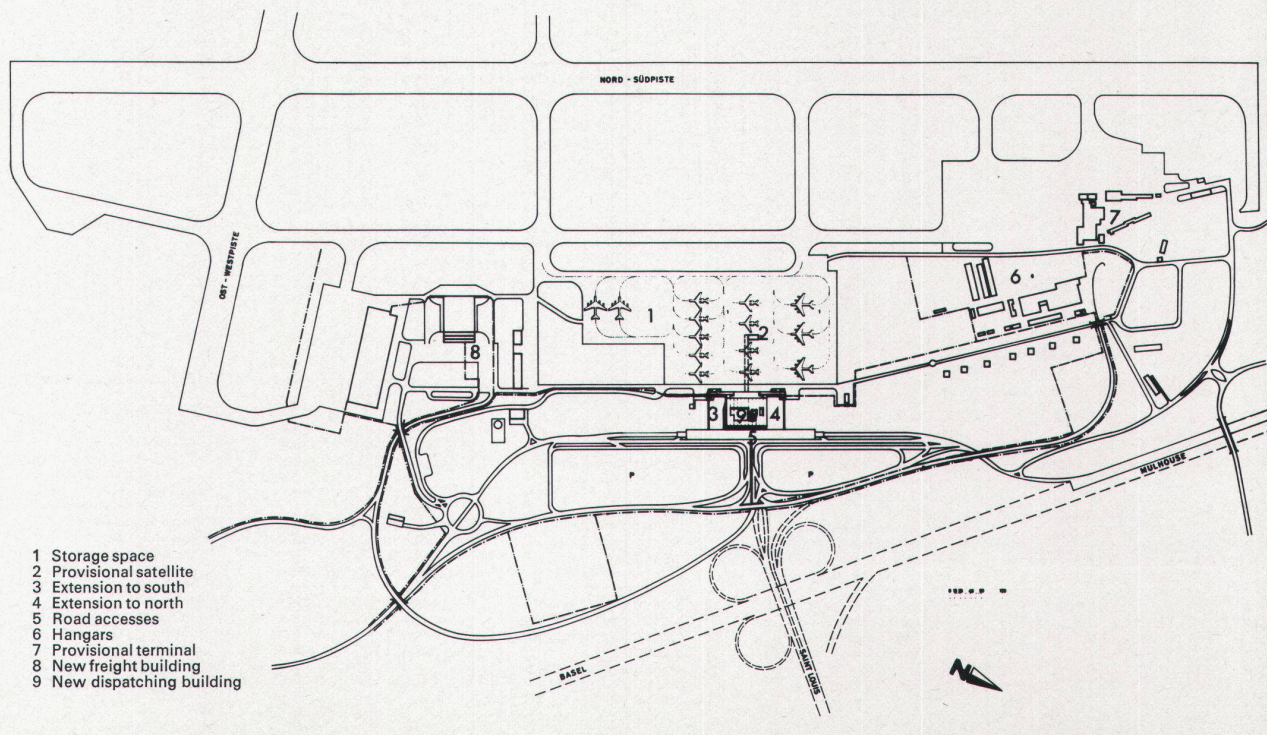 NORD - SÜDPISTE
OST - WESTPISTE
7
6
1
2
8
3
9
4
5
P
P
MULHOUSE
BASEL
SAINT LOUIS
N
1 Storage space
2 Provisional satellite
3 Extension to south
4 Extension to north
5 Road accesses
6 Hangars
7 Provisional terminal
8 New freight building
9 New dispatching building